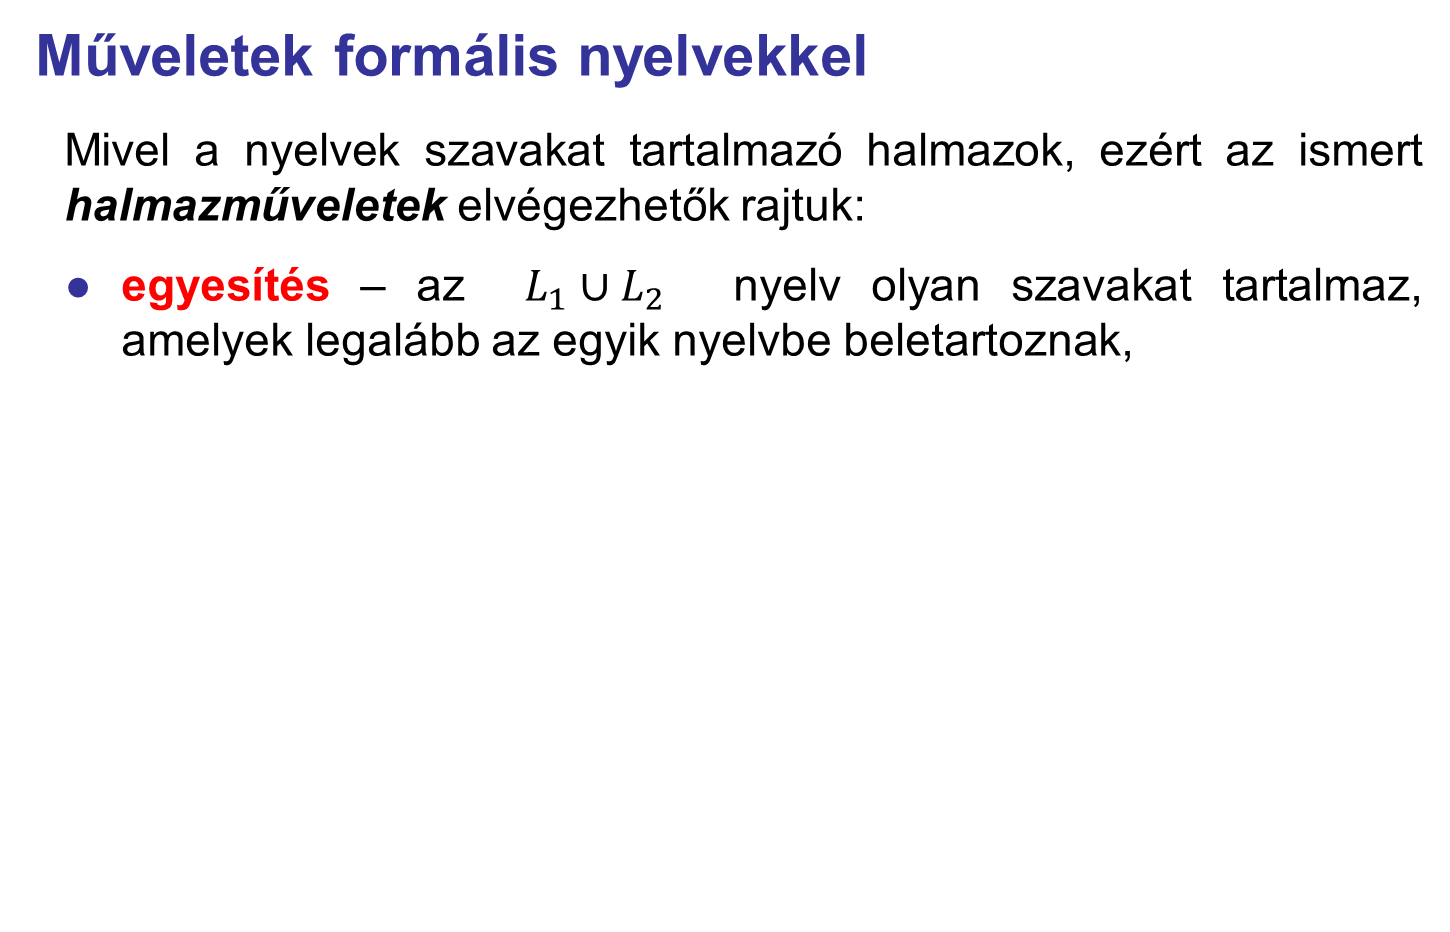 Műveletek formális nyelvekkel
Mivel a nyelvek szavakat tartalmazó halmazok, ezért az ismert
halmazműveletek elvégezhetők rajtuk:
● egyesítés – az L₁ ∪ L₂ nyelv olyan szavakat tartalmaz,
amelyek legalább az egyik nyelvbe beletartoznak,